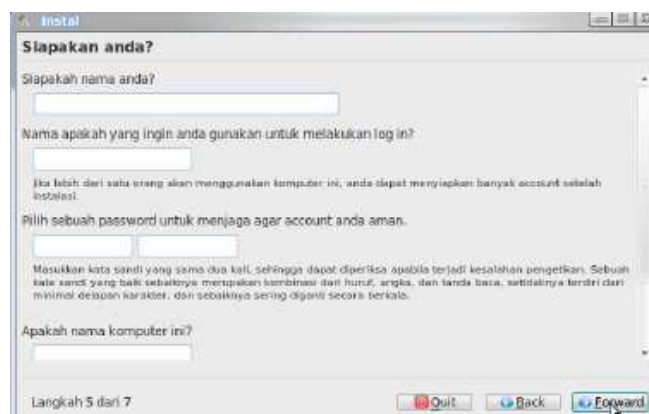 Instal
Siapakan anda?
Siapakah nama anda?
Nama apakah yang ingin anda gunakan untuk melakukan log in?
Jika lebih dari satu orang akan menggunakan komputer ini, anda dapat menyiapkan banyak account setelah
instalasi.
Pilih sebuah password untuk menjaga agar account anda aman.
Masukkan kata sandi yang sama dua kali, sehingga dapat diperiksa apabila terjadi kesalahan pengetikan. Sebuah
kata sandi yang baik sebaiknya merupakan kombinasi dari huruf, angka, dan tanda baca, setidaknya terdiri dari
minimal delapan karakter, dan sebaiknya sering diganti secara berkala.
Apakah nama komputer ini?
Langkah 5 dari 7 Quit Back Forward